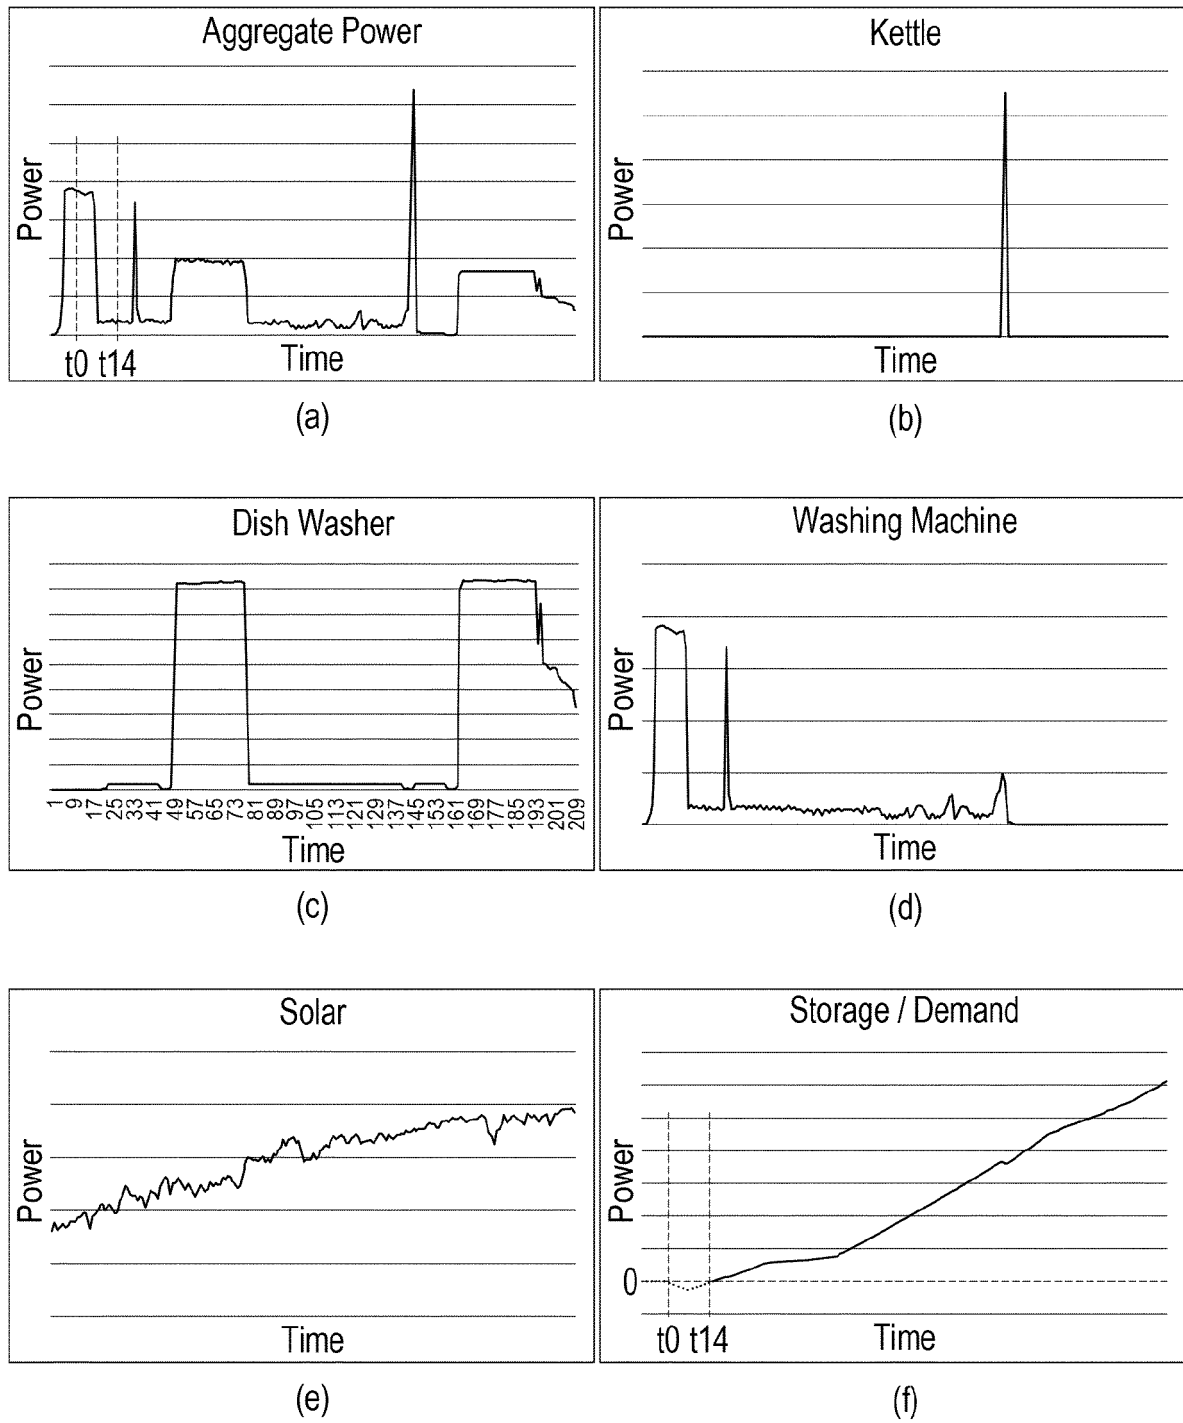 Aggregate Power
Power
t0 t14
Time
(a)
Kettle
Power
Time
(b)
Dish Washer
Power
1 9 17 25 33 41 49 57 65 73 81 89 97 105 113 121 129 137 145 153 161 169 177 185 193 201 209
Time
(c)
Washing Machine
Power
Time
(d)
Solar
Power
Time
(e)
Storage / Demand
Power
0
t0 t14
Time
(f)